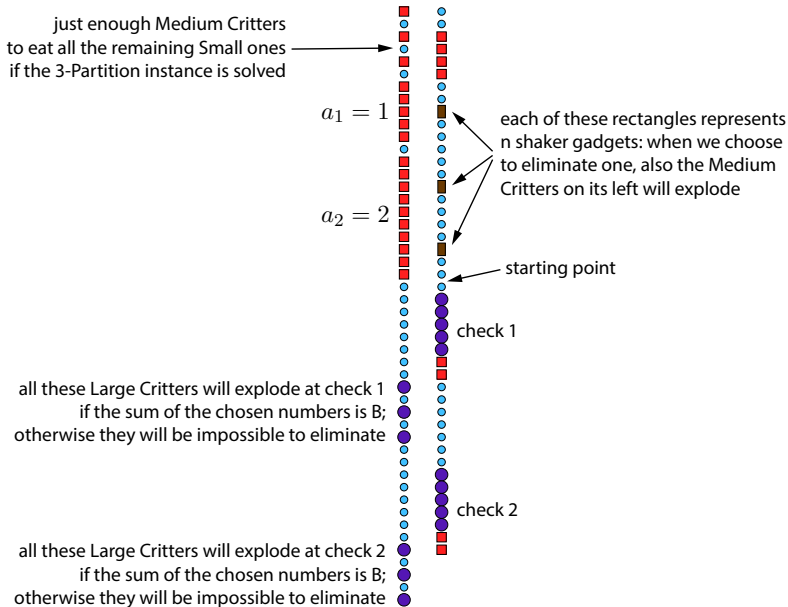 just enough Medium Critters
to eat all the remaining Small ones
if the 3-Partition instance is solved
a₁ = 1
each of these rectangles represents
n shaker gadgets: when we choose
to eliminate one, also the Medium
Critters on its left will explode
a₂ = 2
starting point
check 1
all these Large Critters will explode at check 1
if the sum of the chosen numbers is B;
otherwise they will be impossible to eliminate
check 2
all these Large Critters will explode at check 2
if the sum of the chosen numbers is B;
otherwise they will be impossible to eliminate